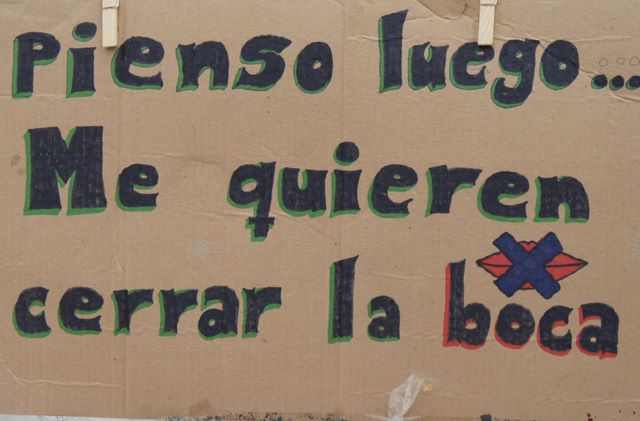 Pienso luego...
Me quieren
cerrar la boca